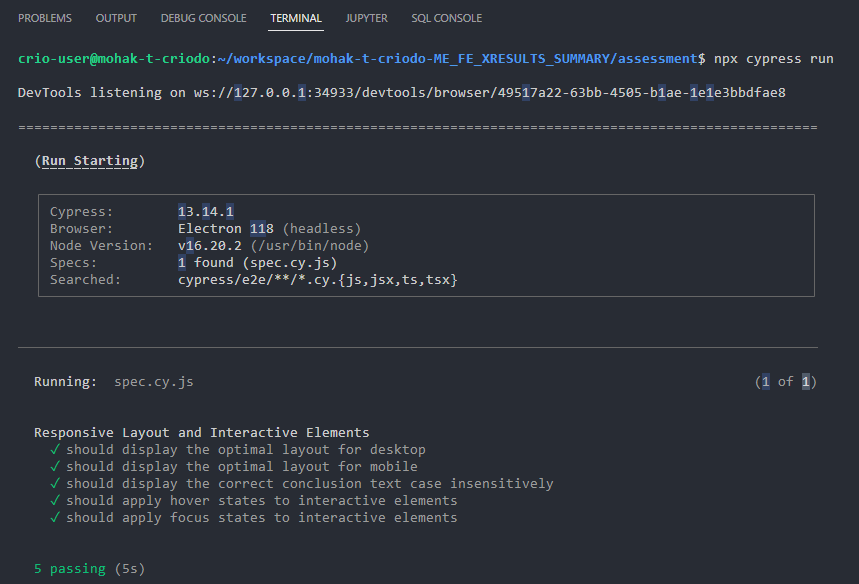 PROBLEMS OUTPUT DEBUG CONSOLE TERMINAL JUPYTER SQL CONSOLE
crio-user@mohak-t-criodo:~/workspace/mohak-t-criodo-ME_FE_XRESULTS_SUMMARY/assessment$ npx cypress run
DevTools listening on ws://127.0.0.1:34933/devtools/browser/49517a22-63bb-4505-b1ae-1e1e3bbdfae8
====================================================================================================
(Run Starting)
Cypress: 13.14.1
Browser: Electron 118 (headless)
Node Version: v16.20.2 (/usr/bin/node)
Specs: 1 found (spec.cy.js)
Searched: cypress/e2e/**/*.cy.{js,jsx,ts,tsx}
Running: spec.cy.js (1 of 1)
Responsive Layout and Interactive Elements
✓ should display the optimal layout for desktop
✓ should display the optimal layout for mobile
✓ should display the correct conclusion text case insensitively
✓ should apply hover states to interactive elements
✓ should apply focus states to interactive elements
5 passing (5s)